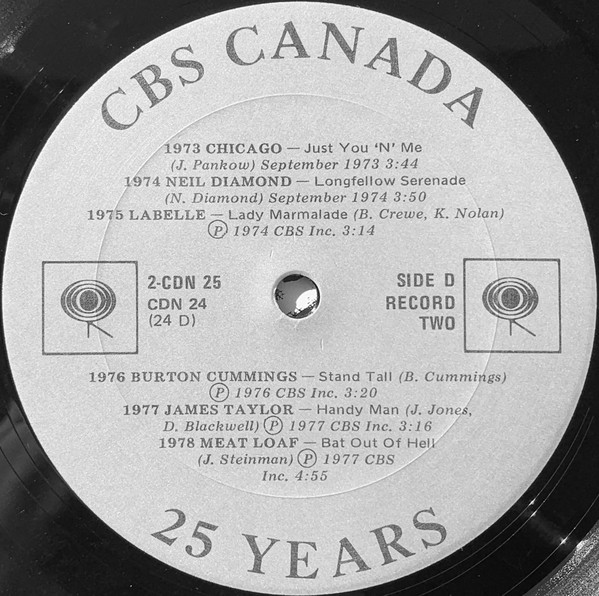 CBS CANADA
1973 CHICAGO — Just You 'N' Me
(J. Pankow) September 1973 3:44
1974 NEIL DIAMOND — Longfellow Serenade
(N. Diamond) September 1974 3:50
1975 LABELLE — Lady Marmalade (B. Crewe, K. Nolan)
Ⓟ 1974 CBS Inc. 3:14
2-CDN 25
CDN 24
(24 D)
SIDE D
RECORD
TWO
1976 BURTON CUMMINGS — Stand Tall (B. Cummings)
Ⓟ 1976 CBS Inc. 3:20
1977 JAMES TAYLOR — Handy Man (J. Jones,
D. Blackwell) Ⓟ 1977 CBS Inc. 3:16
1978 MEAT LOAF — Bat Out Of Hell
(J. Steinman) Ⓟ 1977 CBS
Inc. 4:55
25 YEARS